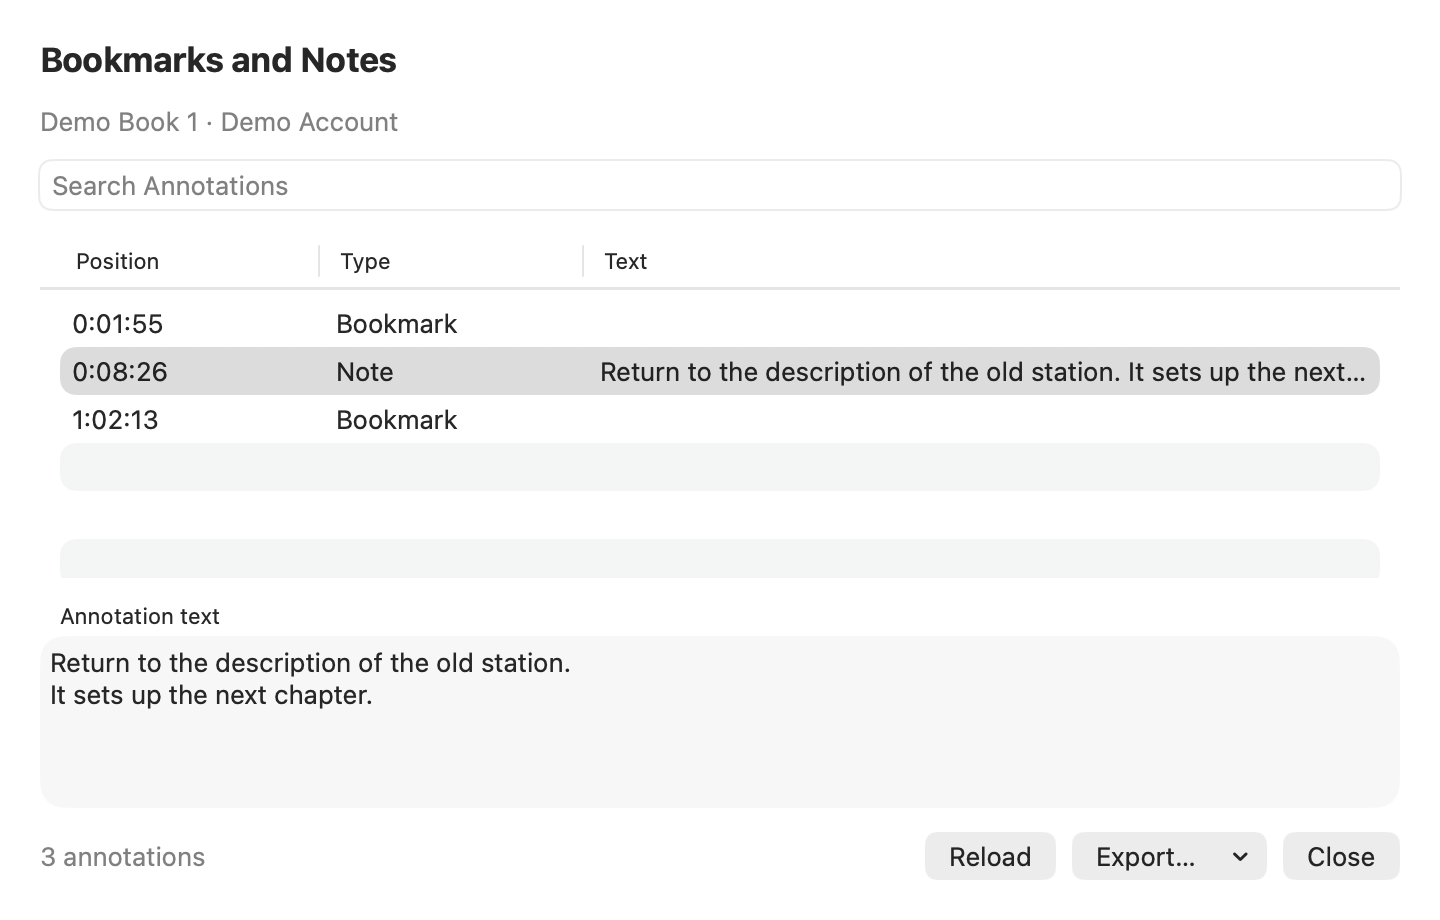 Bookmarks and Notes
Demo Book 1 · Demo Account
Search Annotations
Position Type Text
0:01:55 Bookmark
0:08:26 Note Return to the description of the old station. It sets up the next...
1:02:13 Bookmark
Annotation text
Return to the description of the old station.
It sets up the next chapter.
3 annotations Reload Export... Close